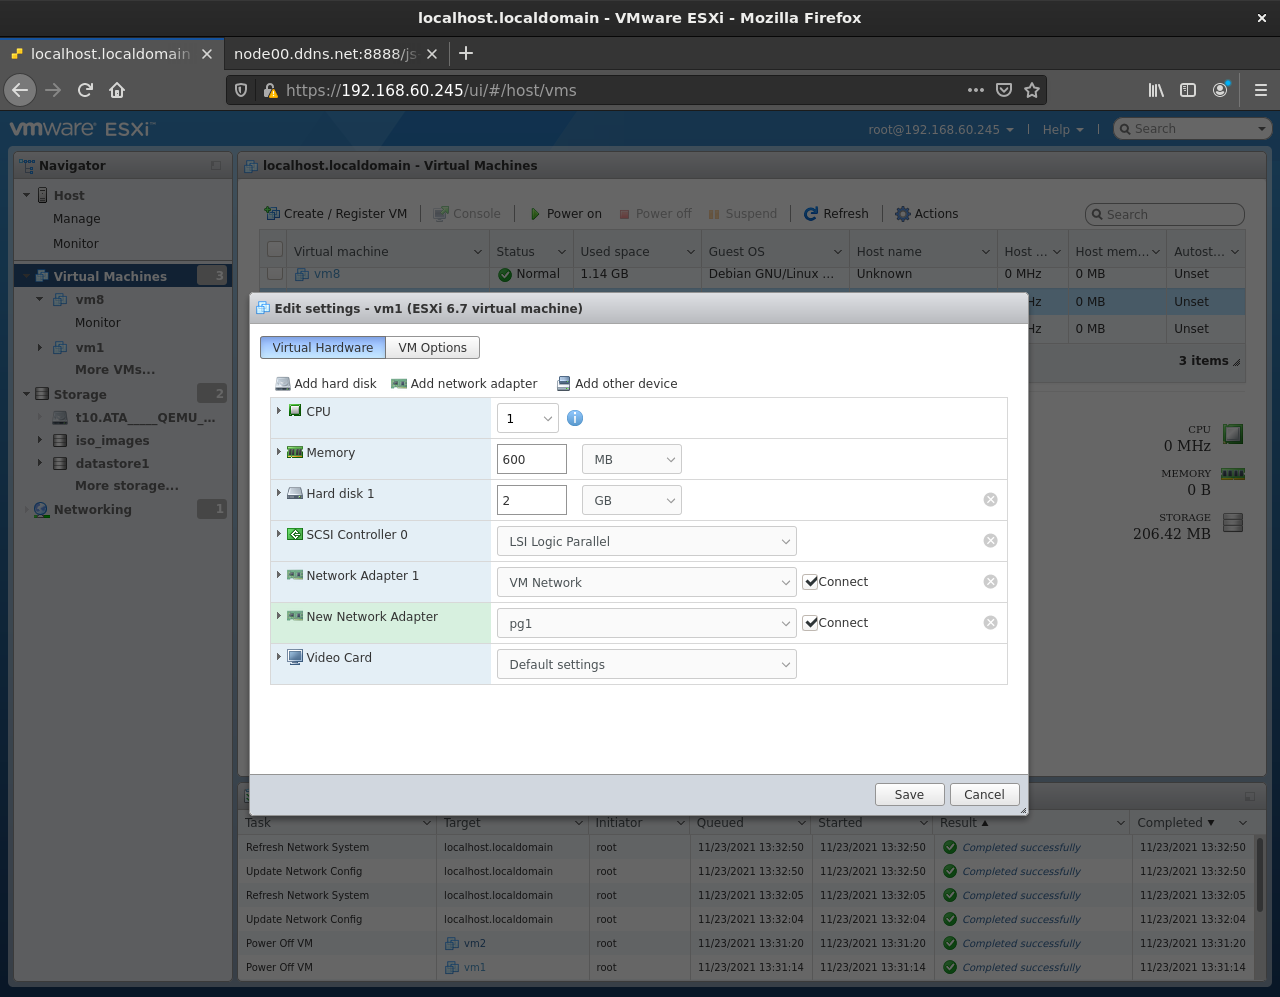 localhost.localdomain - VMware ESXi - Mozilla Firefox
localhost.localdomain
node00.ddns.net:8888/js
https://192.168.60.245/ui/#/host/vms
vmware ESXi™
root@192.168.60.245
Help
Search
Navigator
Host
Manage
Monitor
Virtual Machines 3
vm8
Monitor
vm1
More VMs...
Storage 2
t10.ATA_____QEMU_...
iso_images
datastore1
More storage...
Networking 1
localhost.localdomain - Virtual Machines
Create / Register VM Console Power on Power off Suspend Refresh Actions Search
Virtual machine Status Used space Guest OS Host name Host ... Host mem... Autost...
vm8 Normal 1.14 GB Debian GNU/Linux ... Unknown 0 MHz 0 MB Unset
Hz 0 MB Unset
Hz 0 MB Unset
3 items
CPU
0 MHz
MEMORY
0 B
STORAGE
206.42 MB
Edit settings - vm1 (ESXi 6.7 virtual machine)
Virtual Hardware VM Options
Add hard disk Add network adapter Add other device
CPU 1
Memory 600 MB
Hard disk 1 2 GB
SCSI Controller 0 LSI Logic Parallel
Network Adapter 1 VM Network Connect
New Network Adapter pg1 Connect
Video Card Default settings
Save Cancel
Task Target Initiator Queued Started Result Completed
Refresh Network System localhost.localdomain root 11/23/2021 13:32:50 11/23/2021 13:32:50 Completed successfully 11/23/2021 13:32:50
Update Network Config localhost.localdomain root 11/23/2021 13:32:50 11/23/2021 13:32:50 Completed successfully 11/23/2021 13:32:50
Refresh Network System localhost.localdomain root 11/23/2021 13:32:05 11/23/2021 13:32:05 Completed successfully 11/23/2021 13:32:05
Update Network Config localhost.localdomain root 11/23/2021 13:32:04 11/23/2021 13:32:04 Completed successfully 11/23/2021 13:32:04
Power Off VM vm2 root 11/23/2021 13:31:20 11/23/2021 13:31:20 Completed successfully 11/23/2021 13:31:20
Power Off VM vm1 root 11/23/2021 13:31:14 11/23/2021 13:31:14 Completed successfully 11/23/2021 13:31:14